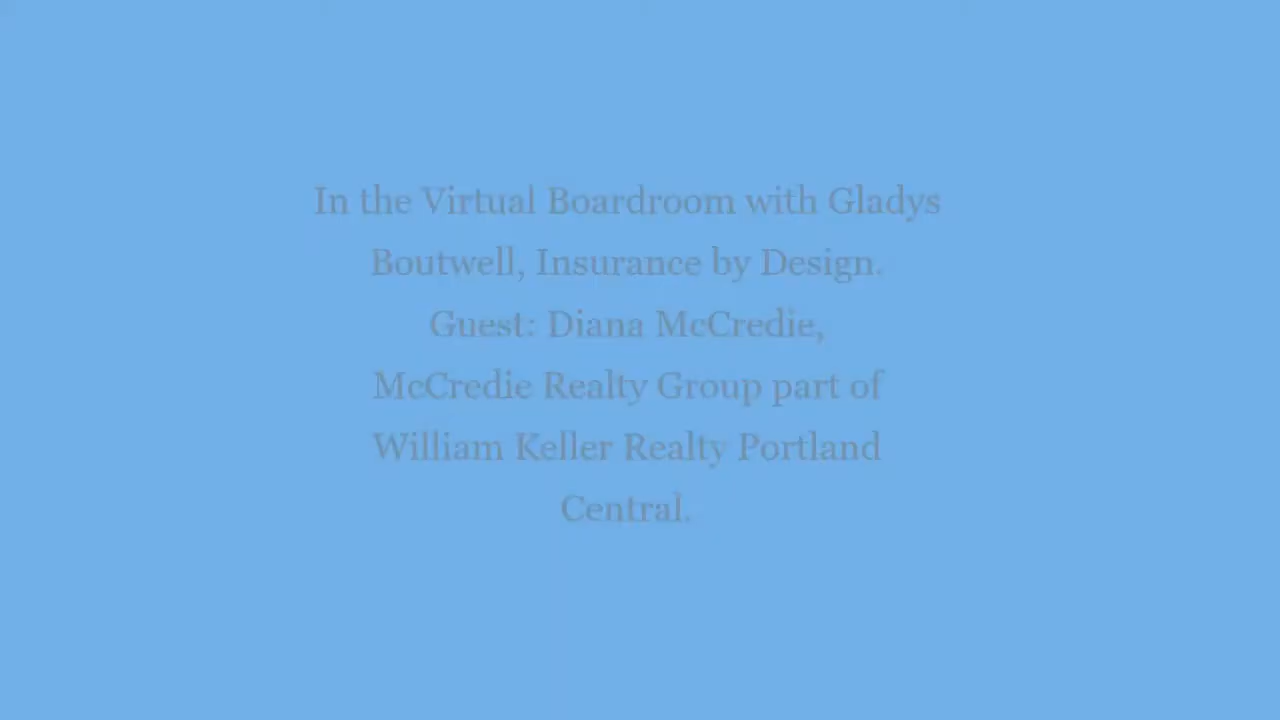 In the Virtual Boardroom with Gladys
Boutwell, Insurance by Design.
Guest: Diana McCredie,
McCredie Realty Group part of
William Keller Realty Portland
Central.